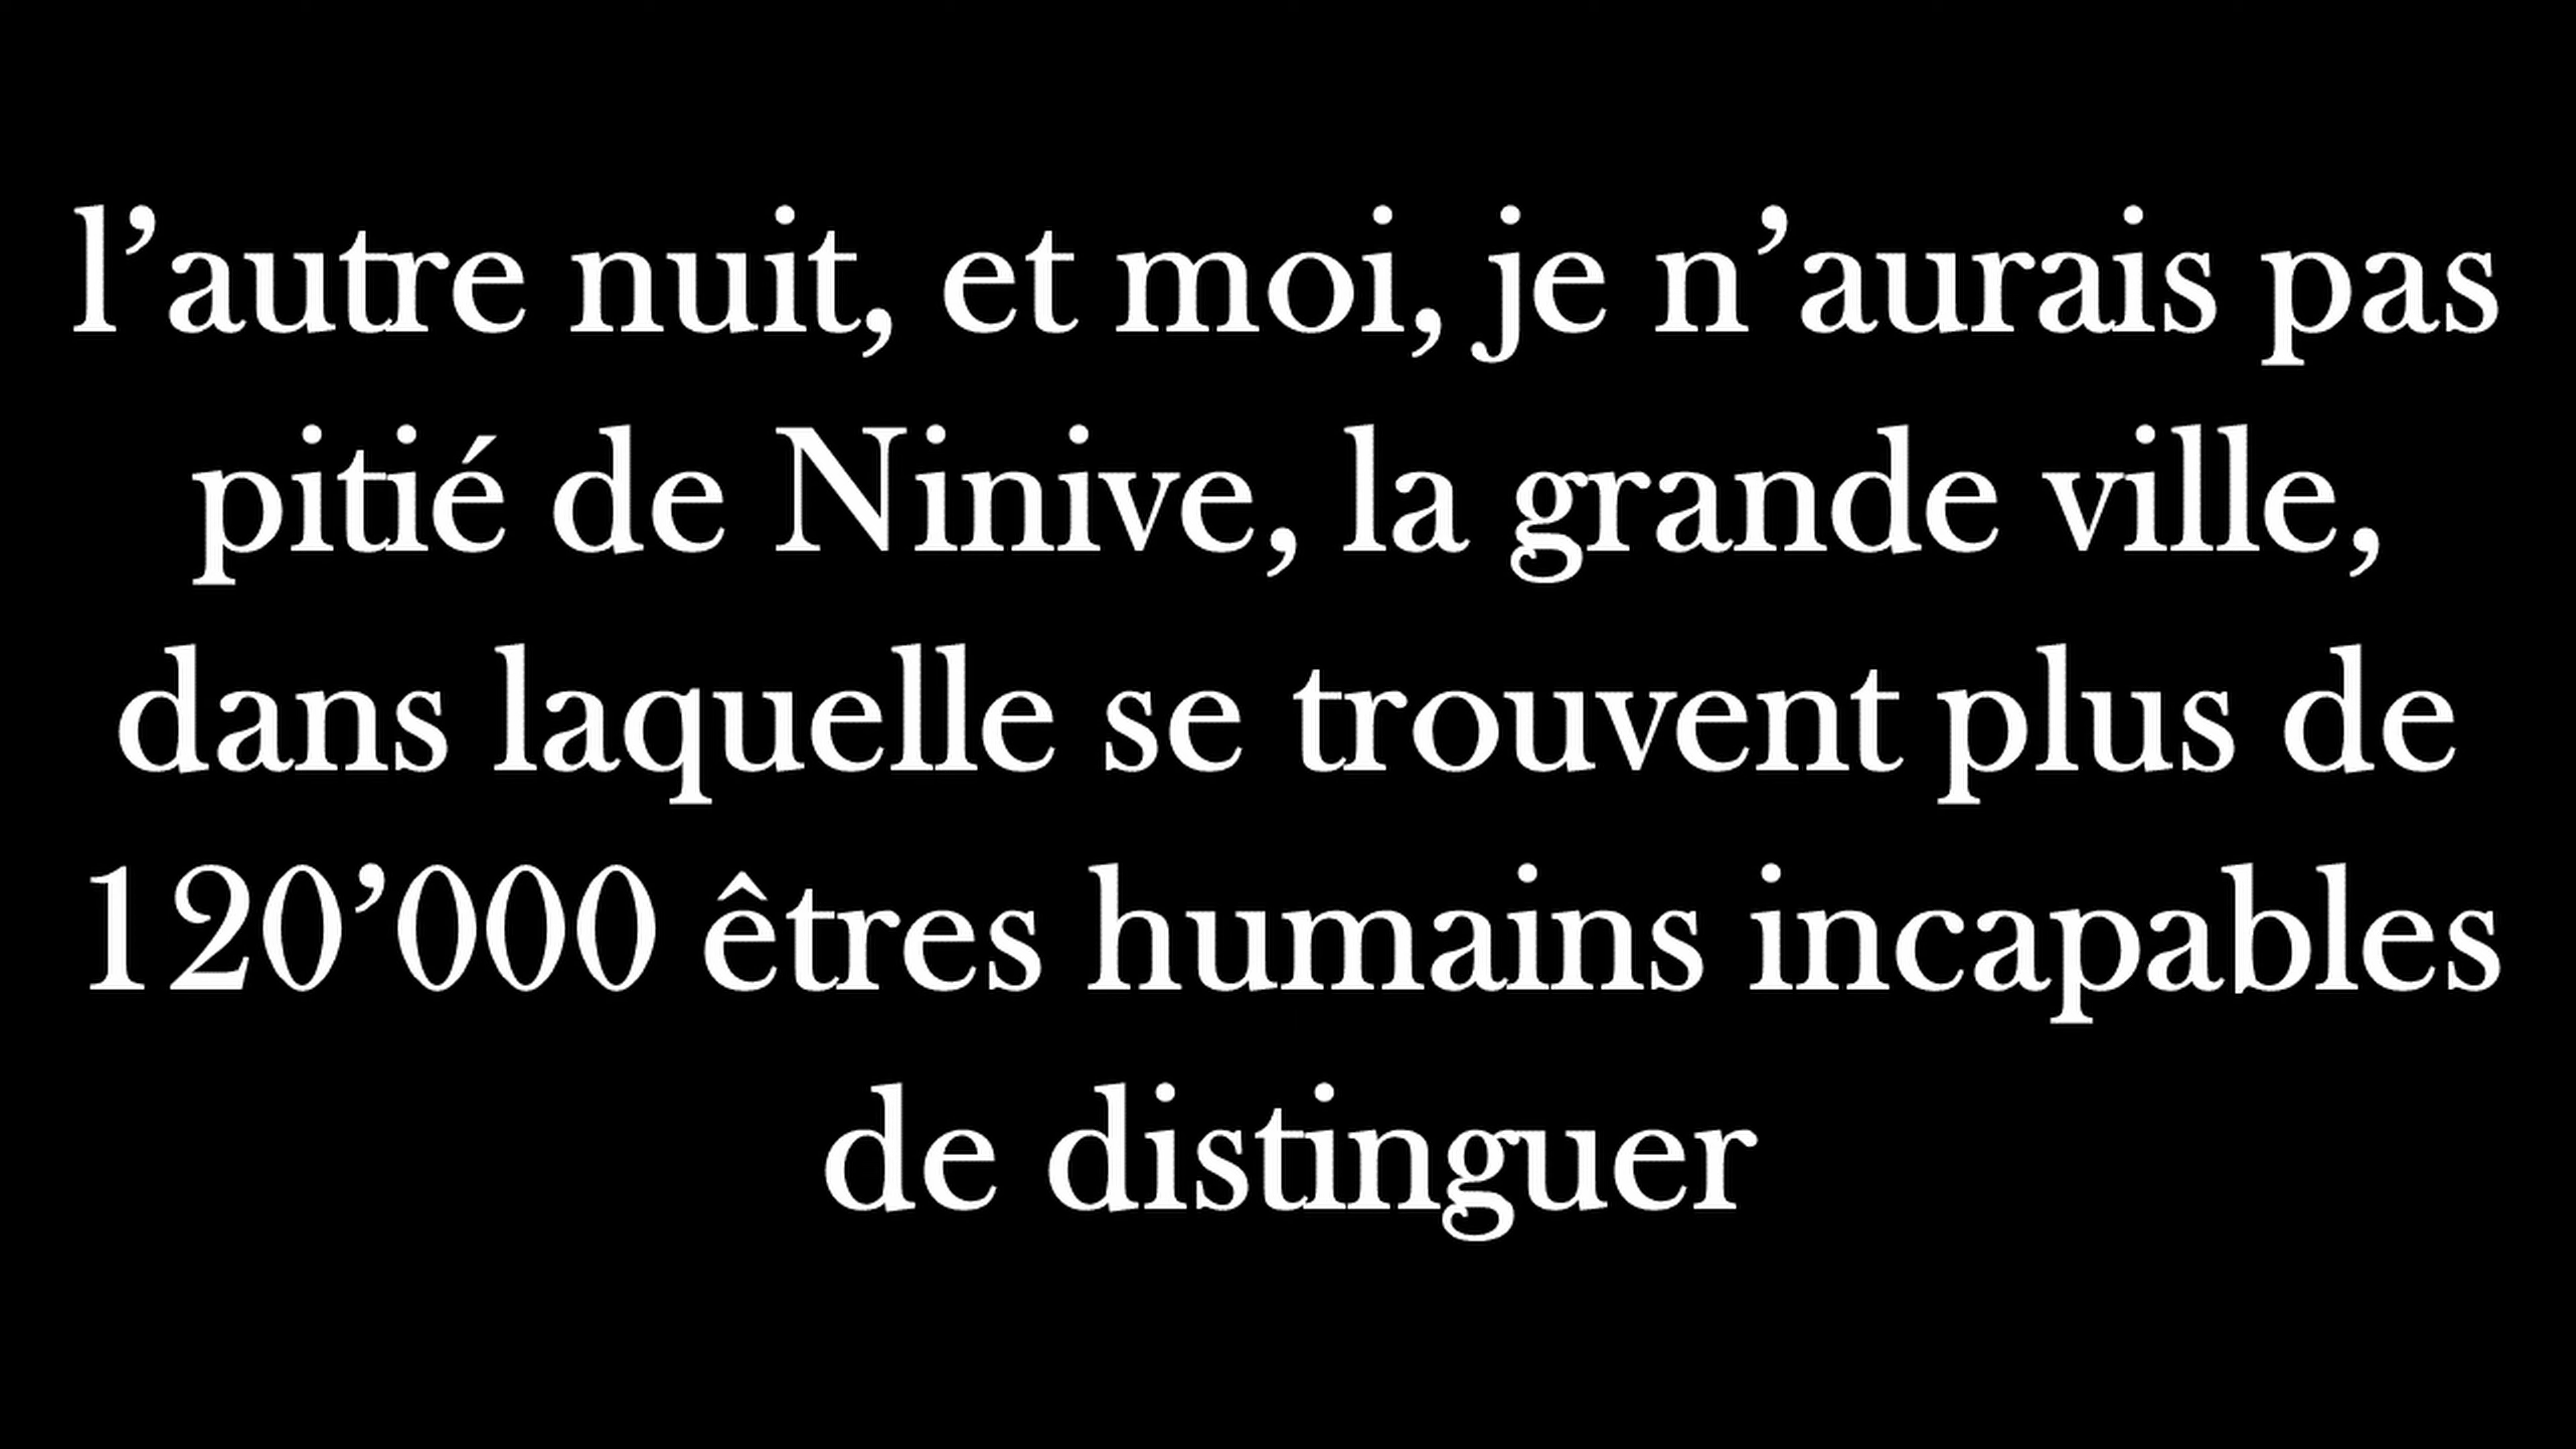 l’autre nuit, et moi, je n’aurais pas
pitié de Ninive, la grande ville,
dans laquelle se trouvent plus de
120’000 êtres humains incapables
de distinguer